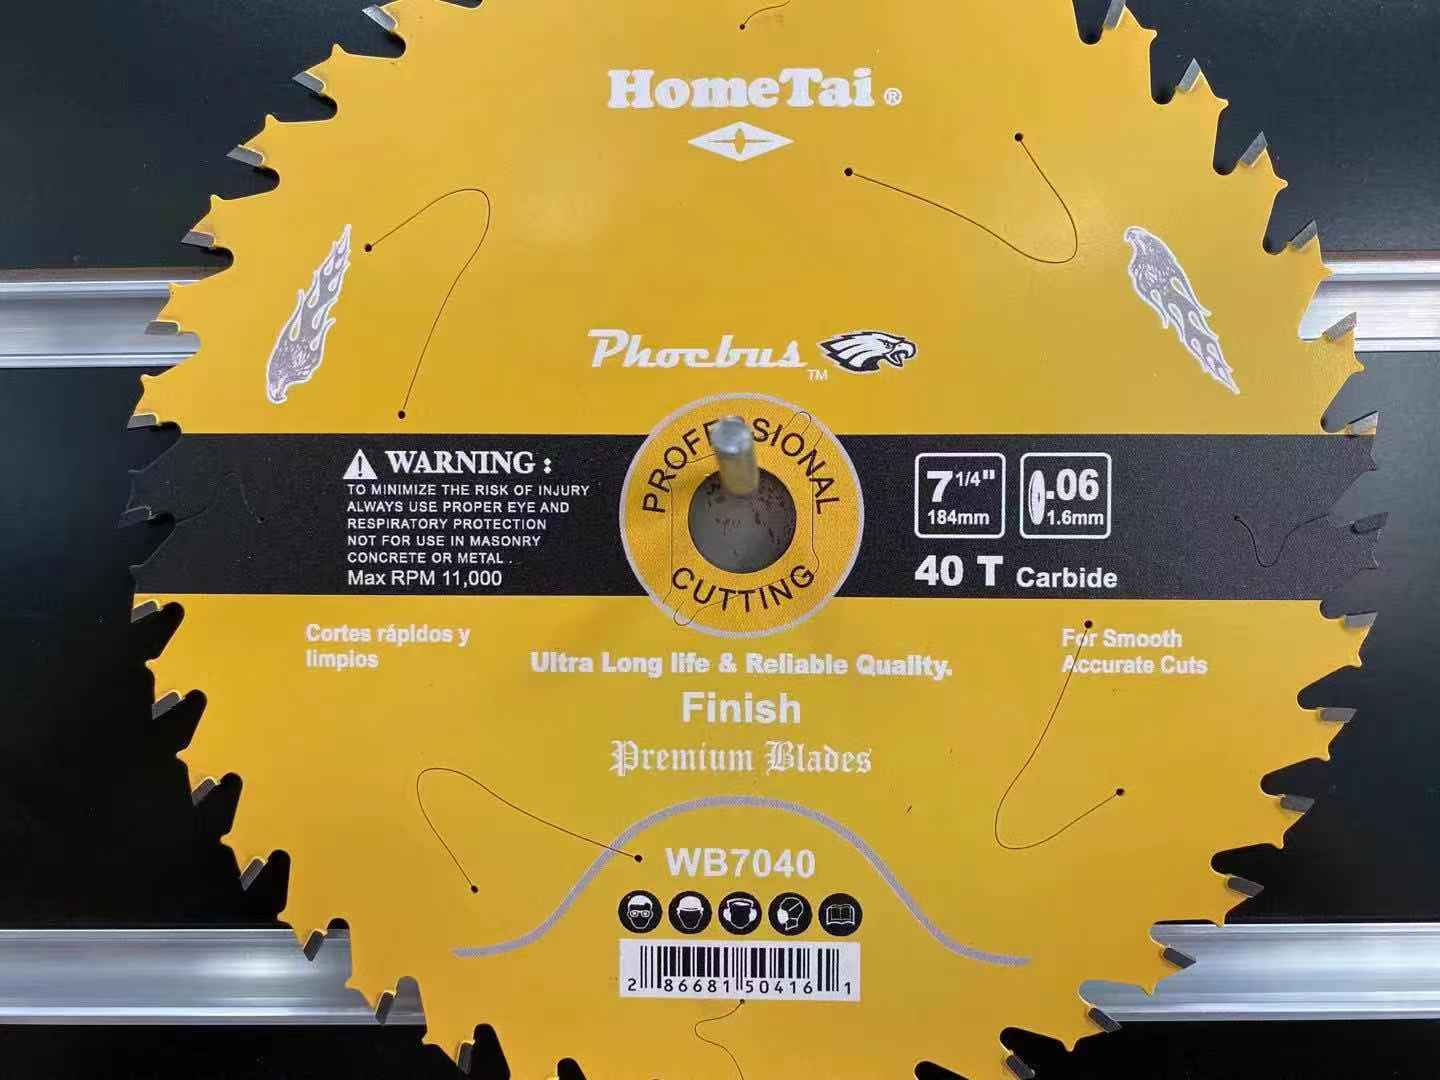 HomeTai®
Phoebus™
PROFESSIONAL
CUTTING
WARNING :
TO MINIMIZE THE RISK OF INJURY
ALWAYS USE PROPER EYE AND
RESPIRATORY PROTECTION
NOT FOR USE IN MASONRY
CONCRETE OR METAL .
Max RPM 11,000
7 1/4"
184mm
.06
1.6mm
40 T Carbide
Cortes rápidos y
limpios
Ultra Long life & Reliable Quality.
For Smooth
Accurate Cuts
Finish
Premium Blades
WB7040
2 86681 50416 1